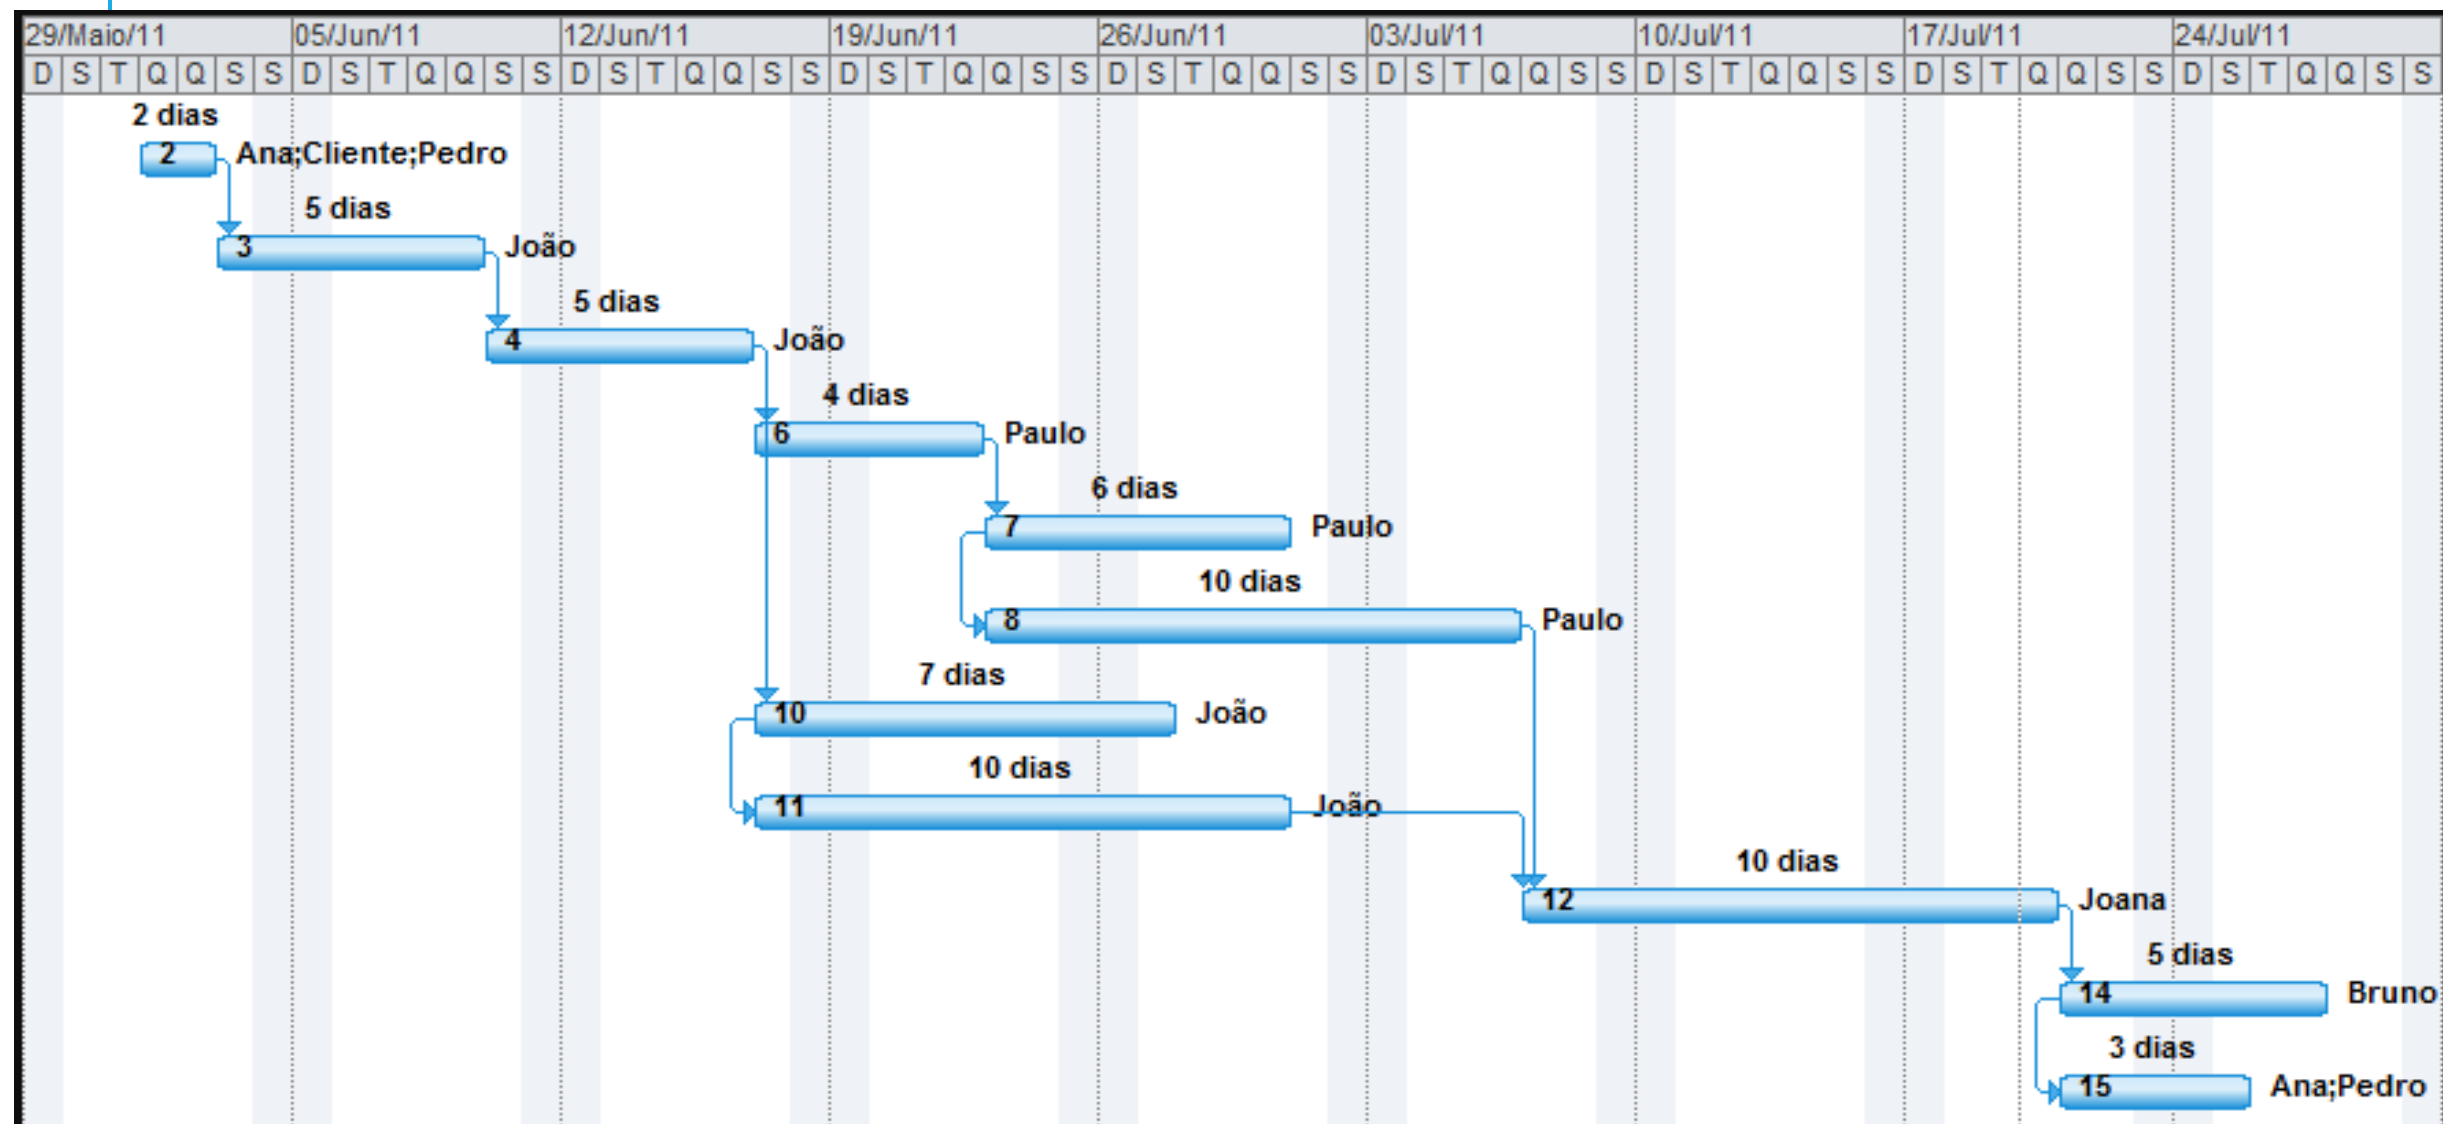 29/Maio/11 05/Jun/11 12/Jun/11 19/Jun/11 26/Jun/11 03/Jul/11 10/Jul/11 17/Jul/11 24/Jul/11
D S T Q Q S S D S T Q Q S S D S T Q Q S S D S T Q Q S S D S T Q Q S S D S T Q Q S S D S T Q Q S S D S T Q Q S S D S T Q Q S S
2 dias
2 Ana;Cliente;Pedro
5 dias
3 João
5 dias
4 João
4 dias
6 Paulo
6 dias
7 Paulo
10 dias
8 Paulo
7 dias
10 João
10 dias
11 João
10 dias
12 Joana
5 dias
14 Bruno
3 dias
15 Ana;Pedro